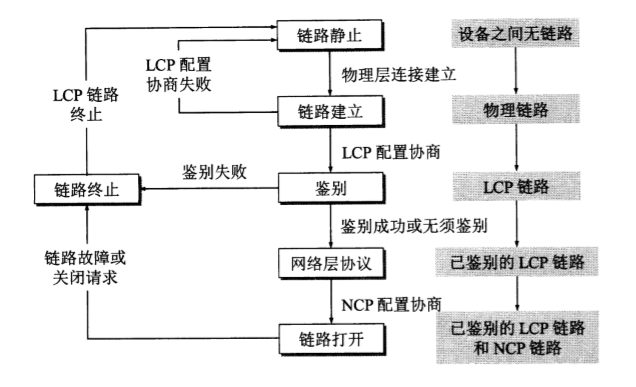 链路静止
设备之间无链路
LCP 配置
协商失败
物理层连接建立
LCP 链路
终止
链路建立
物理链路
LCP 配置协商
鉴别失败
链路终止
鉴别
LCP 链路
鉴别成功或无须鉴别
链路故障或
关闭请求
网络层协议
已鉴别的 LCP 链路
NCP 配置协商
链路打开
已鉴别的 LCP 链路
和 NCP 链路